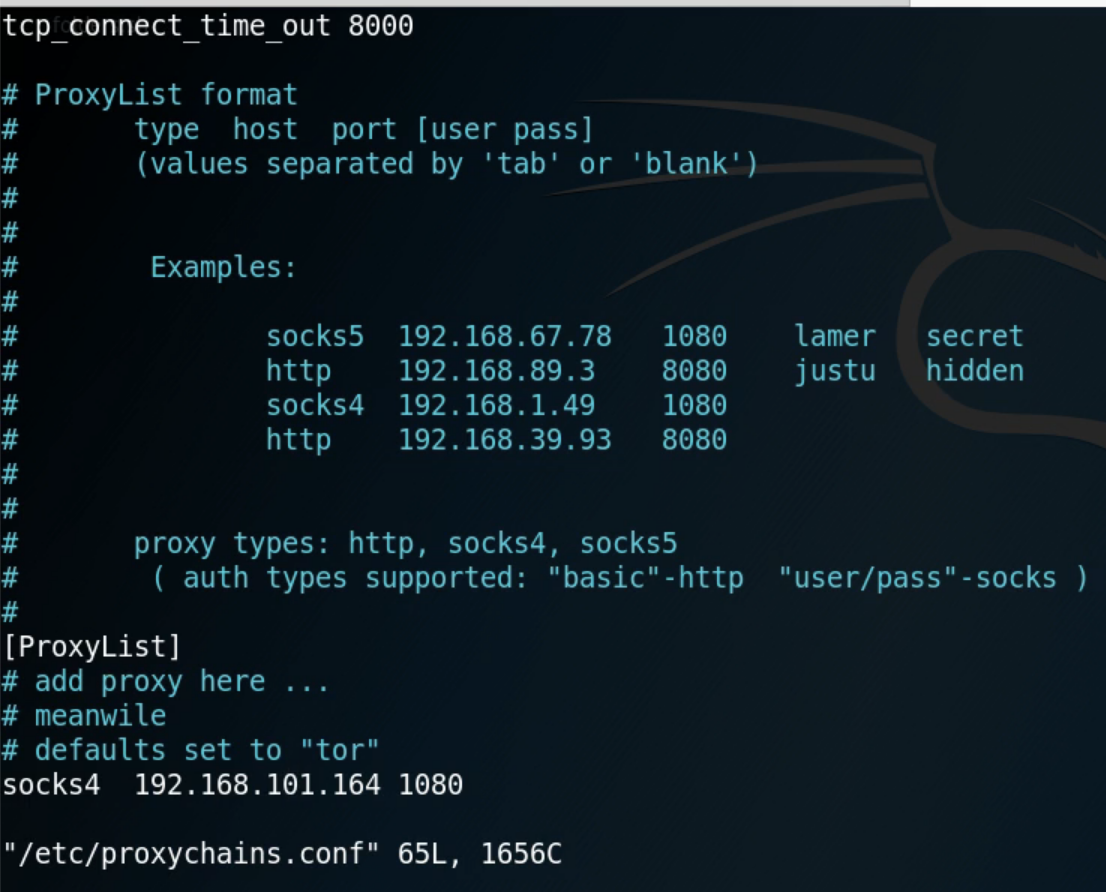 tcp_connect_time_out 8000
# ProxyList format
#       type  host  port [user pass]
#       (values separated by 'tab' or 'blank')
#
#
#        Examples:
#
#               socks5  192.168.67.78   1080    lamer   secret
#               http    192.168.89.3    8080    justu   hidden
#               socks4  192.168.1.49    1080
#               http    192.168.39.93   8080
#
#
#       proxy types: http, socks4, socks5
#        ( auth types supported: "basic"-http  "user/pass"-socks )
#
[ProxyList]
# add proxy here ...
# meanwile
# defaults set to "tor"
socks4  192.168.101.164 1080
"/etc/proxychains.conf" 65L, 1656C